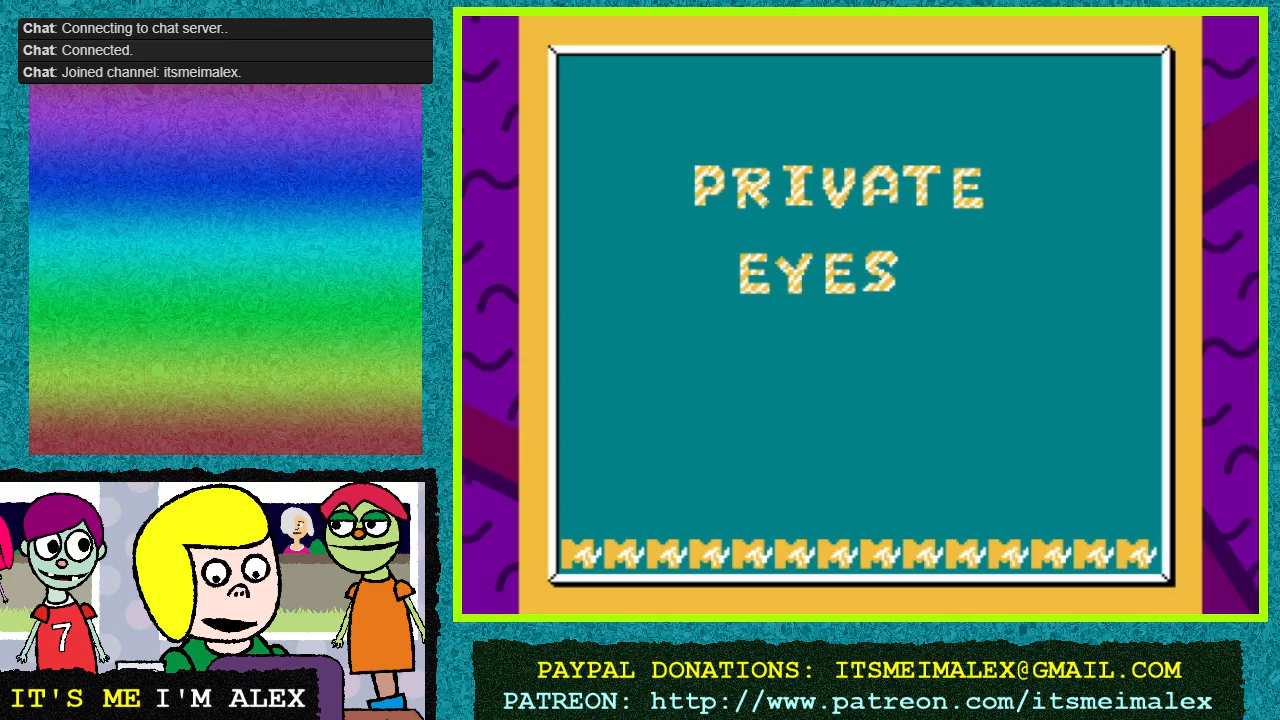 Chat: Connecting to chat server..
Chat: Connected.
Chat: Joined channel: itsmeimalex.
PRIVATE
EYES
7
IT'S ME I'M ALEX
PAYPAL DONATIONS: ITSMEIMALEX@GMAIL.COM
PATREON: http://www.patreon.com/itsmeimalex